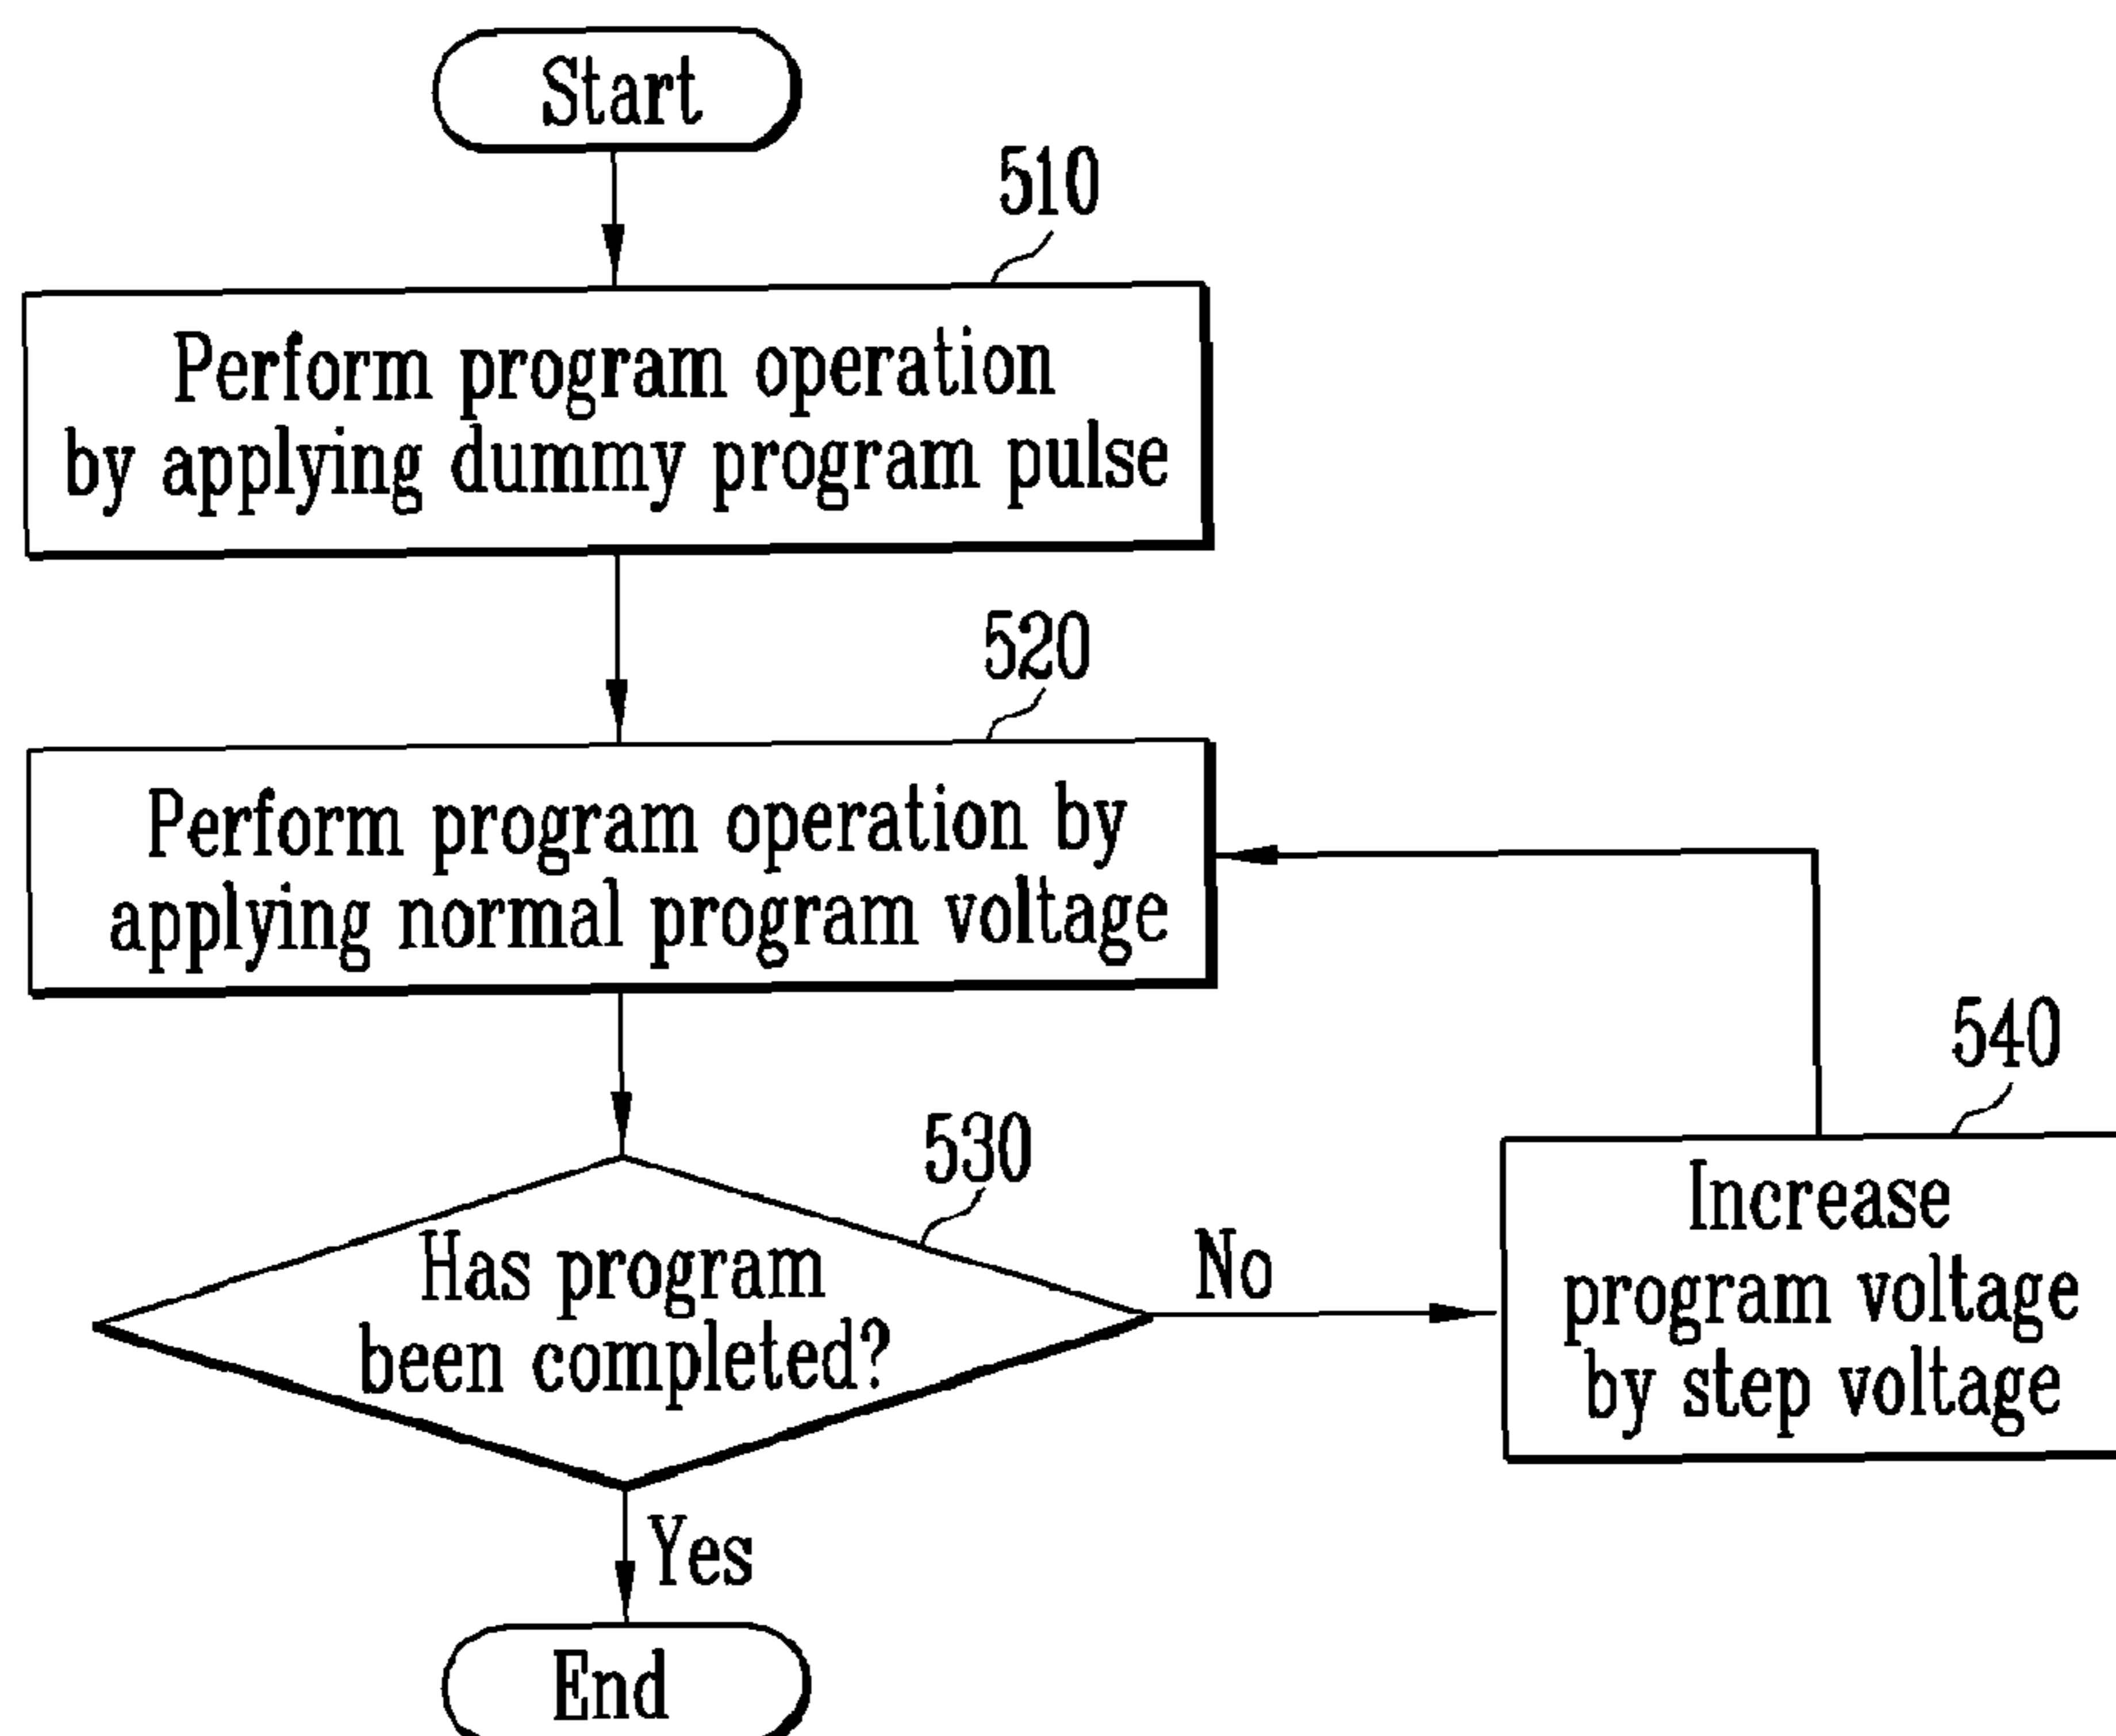 Start
510
Perform program operation
by applying dummy program pulse
520
Perform program operation by
applying normal program voltage
530
Has program
been completed?
No
540
Increase
program voltage
by step voltage
Yes
End